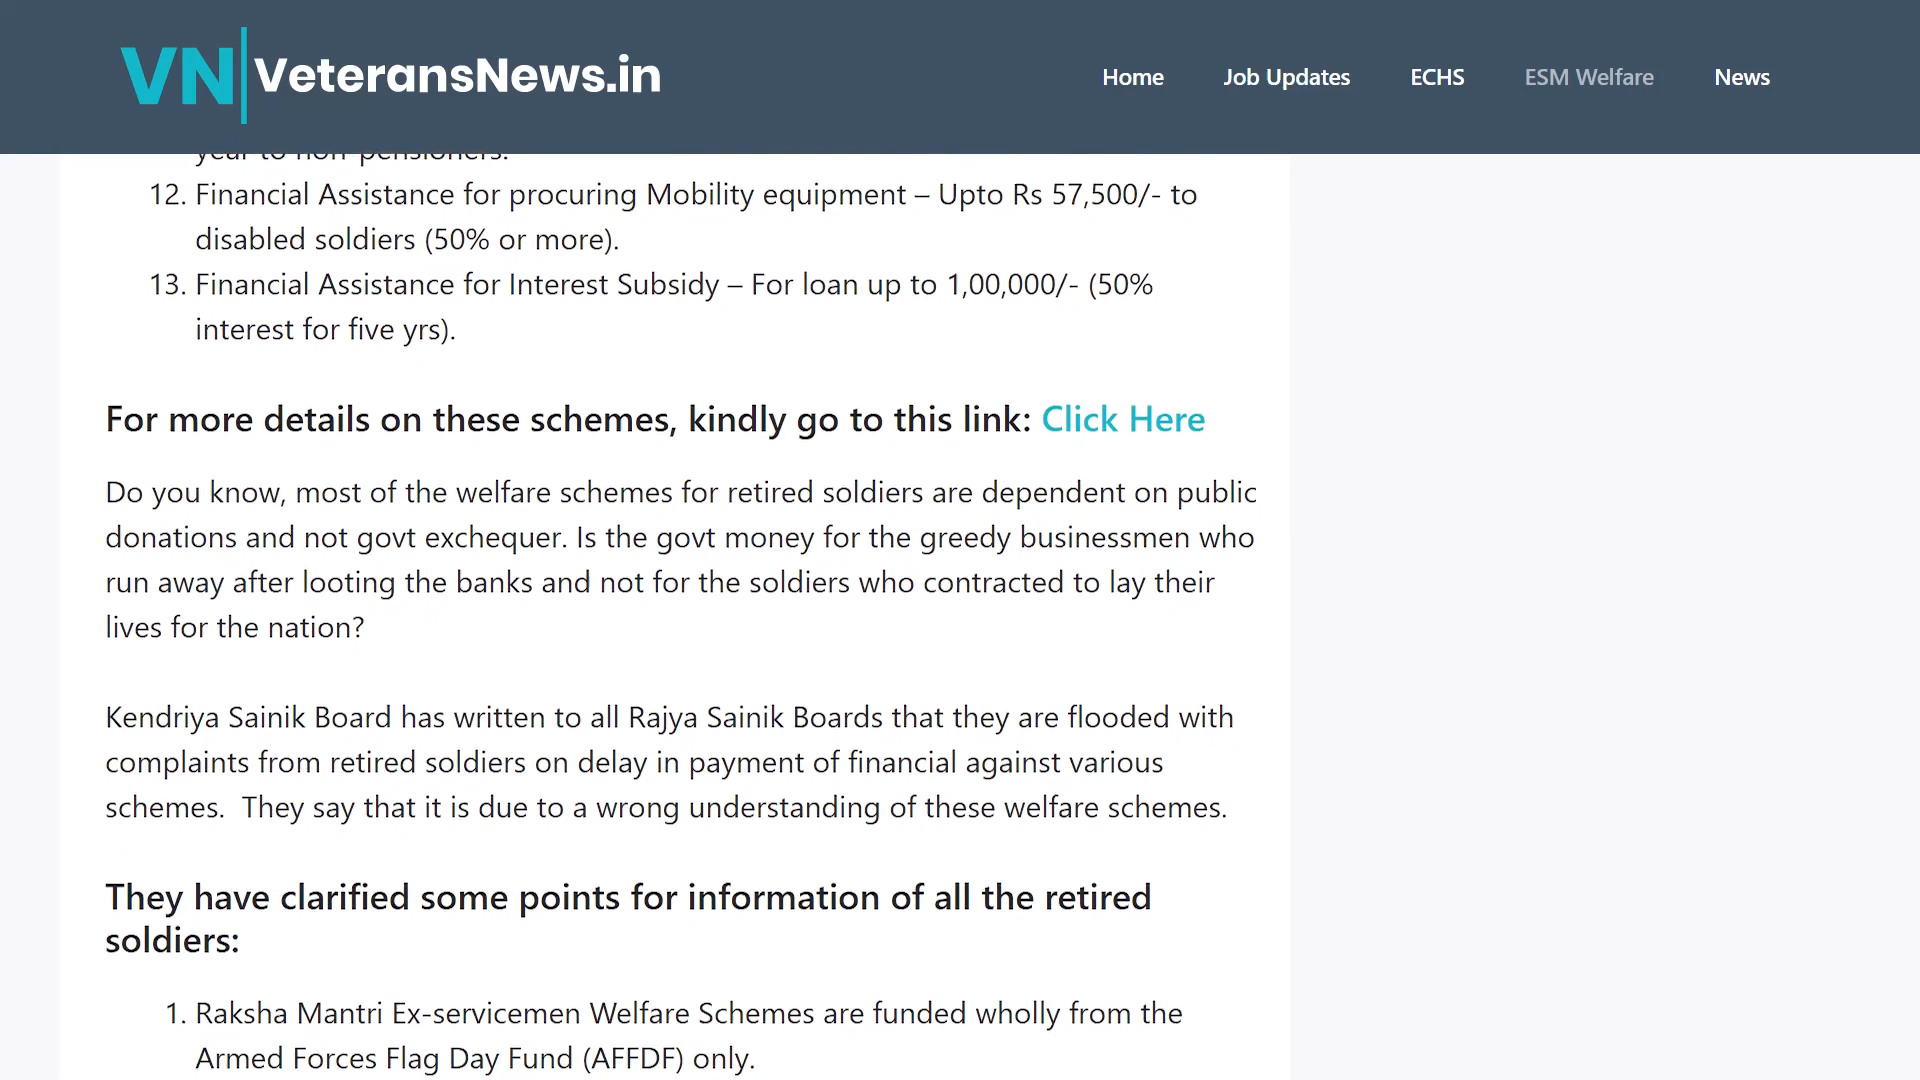 VN VeteransNews.in
Home Job Updates ECHS ESM Welfare News
year to non-pensioners.
12. Financial Assistance for procuring Mobility equipment – Upto Rs 57,500/- to
disabled soldiers (50% or more).
13. Financial Assistance for Interest Subsidy – For loan up to 1,00,000/- (50%
interest for five yrs).
For more details on these schemes, kindly go to this link: Click Here
Do you know, most of the welfare schemes for retired soldiers are dependent on public
donations and not govt exchequer. Is the govt money for the greedy businessmen who
run away after looting the banks and not for the soldiers who contracted to lay their
lives for the nation?
Kendriya Sainik Board has written to all Rajya Sainik Boards that they are flooded with
complaints from retired soldiers on delay in payment of financial against various
schemes.  They say that it is due to a wrong understanding of these welfare schemes.
They have clarified some points for information of all the retired
soldiers:
1. Raksha Mantri Ex-servicemen Welfare Schemes are funded wholly from the
Armed Forces Flag Day Fund (AFFDF) only.